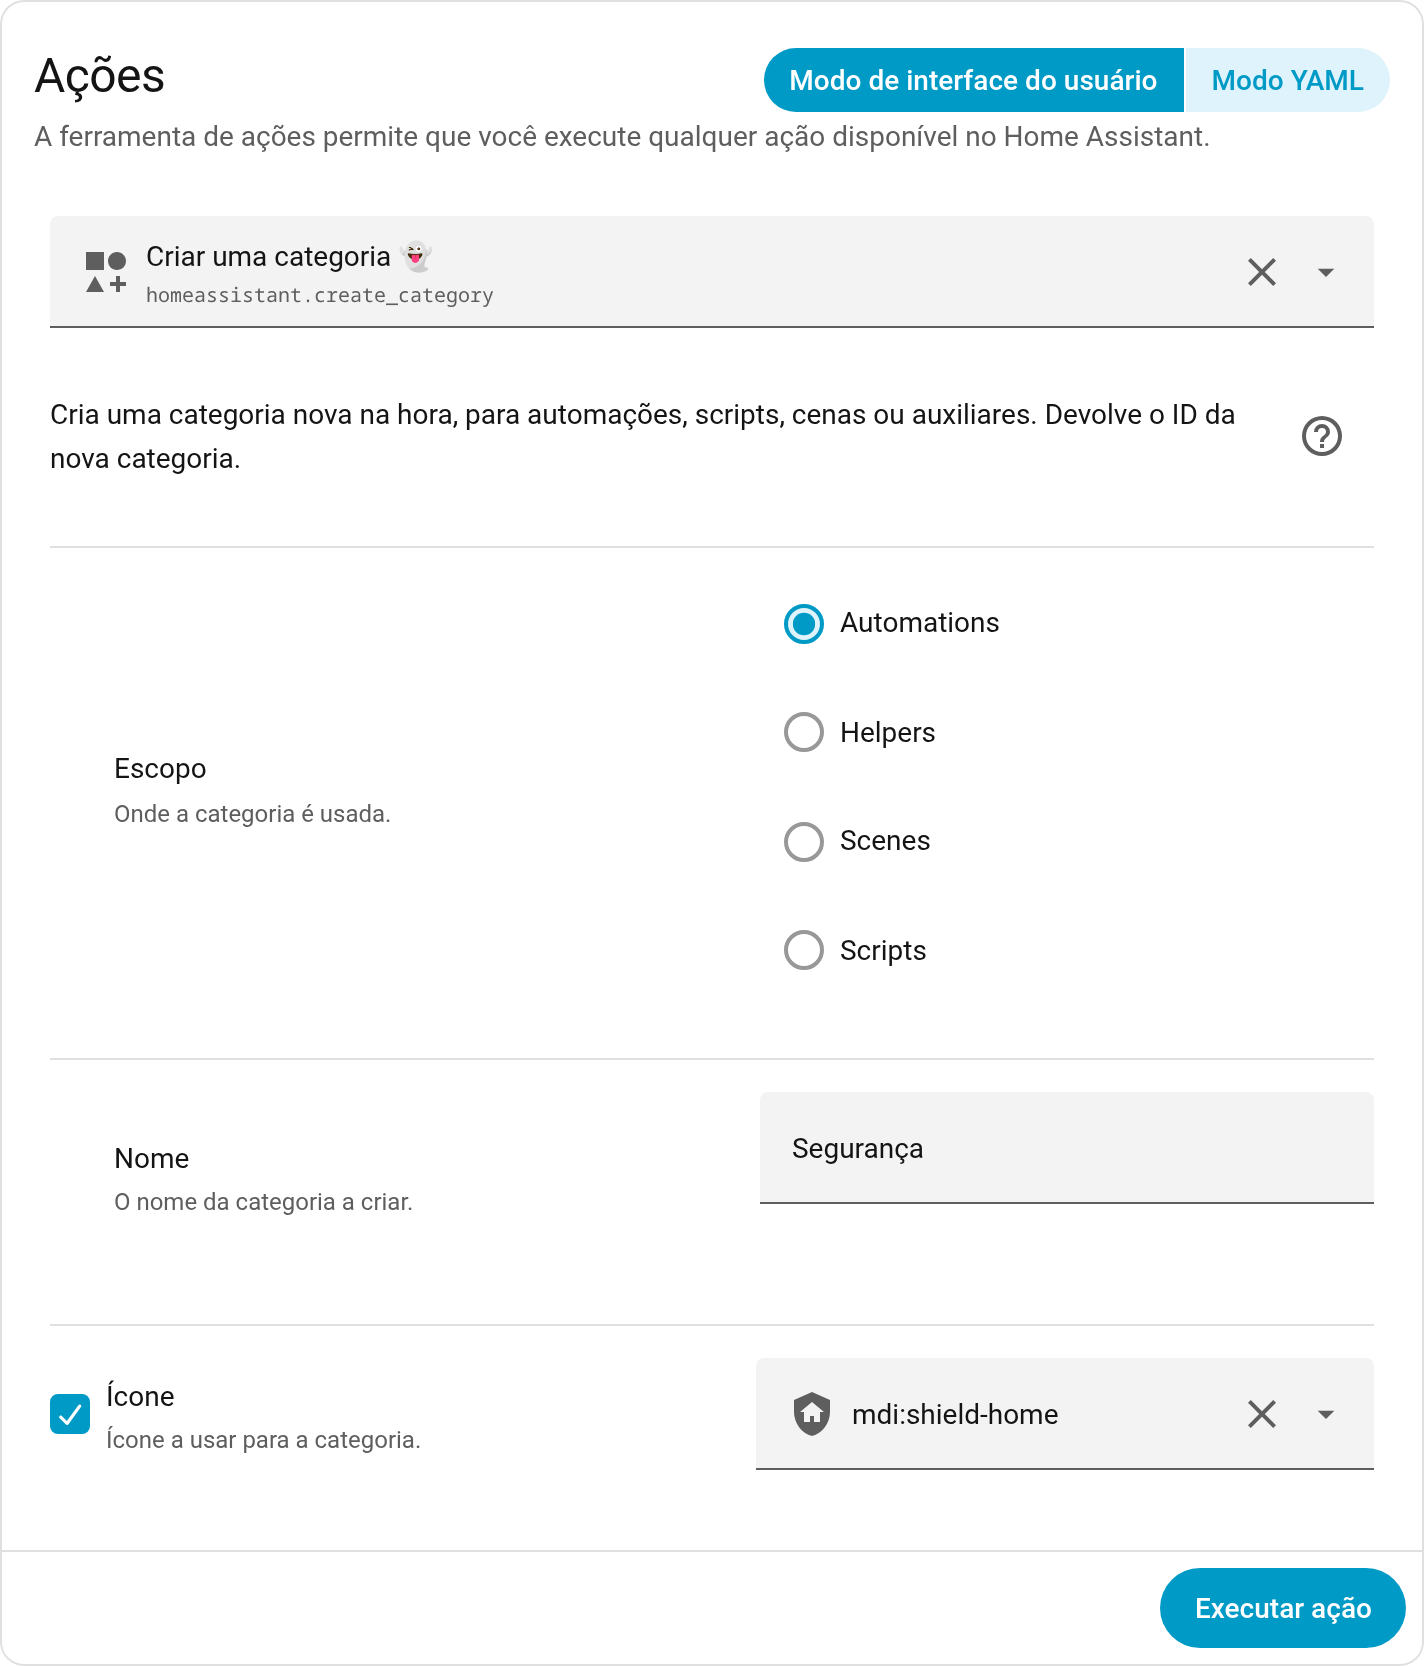 Ações
Modo de interface do usuário
Modo YAML
A ferramenta de ações permite que você execute qualquer ação disponível no Home Assistant.
Criar uma categoria 👻
homeassistant.create_category
Cria uma categoria nova na hora, para automações, scripts, cenas ou auxiliares. Devolve o ID da
nova categoria.
Escopo
Onde a categoria é usada.
Automations
Helpers
Scenes
Scripts
Nome
O nome da categoria a criar.
Segurança
Ícone
Ícone a usar para a categoria.
mdi:shield-home
Executar ação